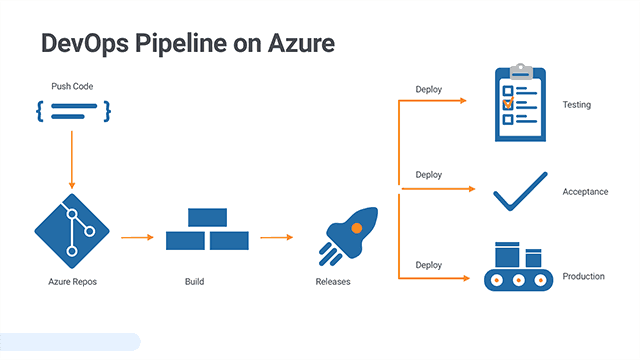 DevOps Pipeline on Azure
Push Code
Azure Repos
Build
Releases
Deploy
Testing
Deploy
Acceptance
Deploy
Production